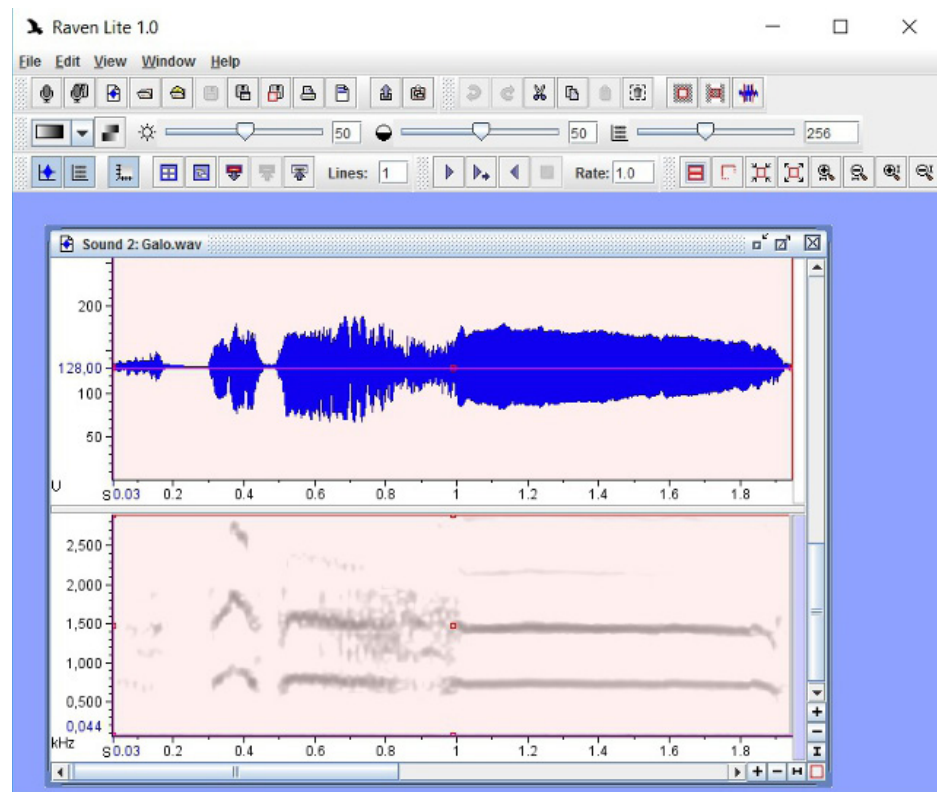 Raven Lite 1.0
File Edit View Window Help
50 50 256
Lines: 1 Rate: 1.0
Sound 2: Galo.wav
200
128,00
100
50
U
S 0.03 0.2 0.4 0.6 0.8 1 1.2 1.4 1.6 1.8
2,500
2,000
1,500
1,000
0,500
0,044
kHz
S 0.03 0.2 0.4 0.6 0.8 1 1.2 1.4 1.6 1.8